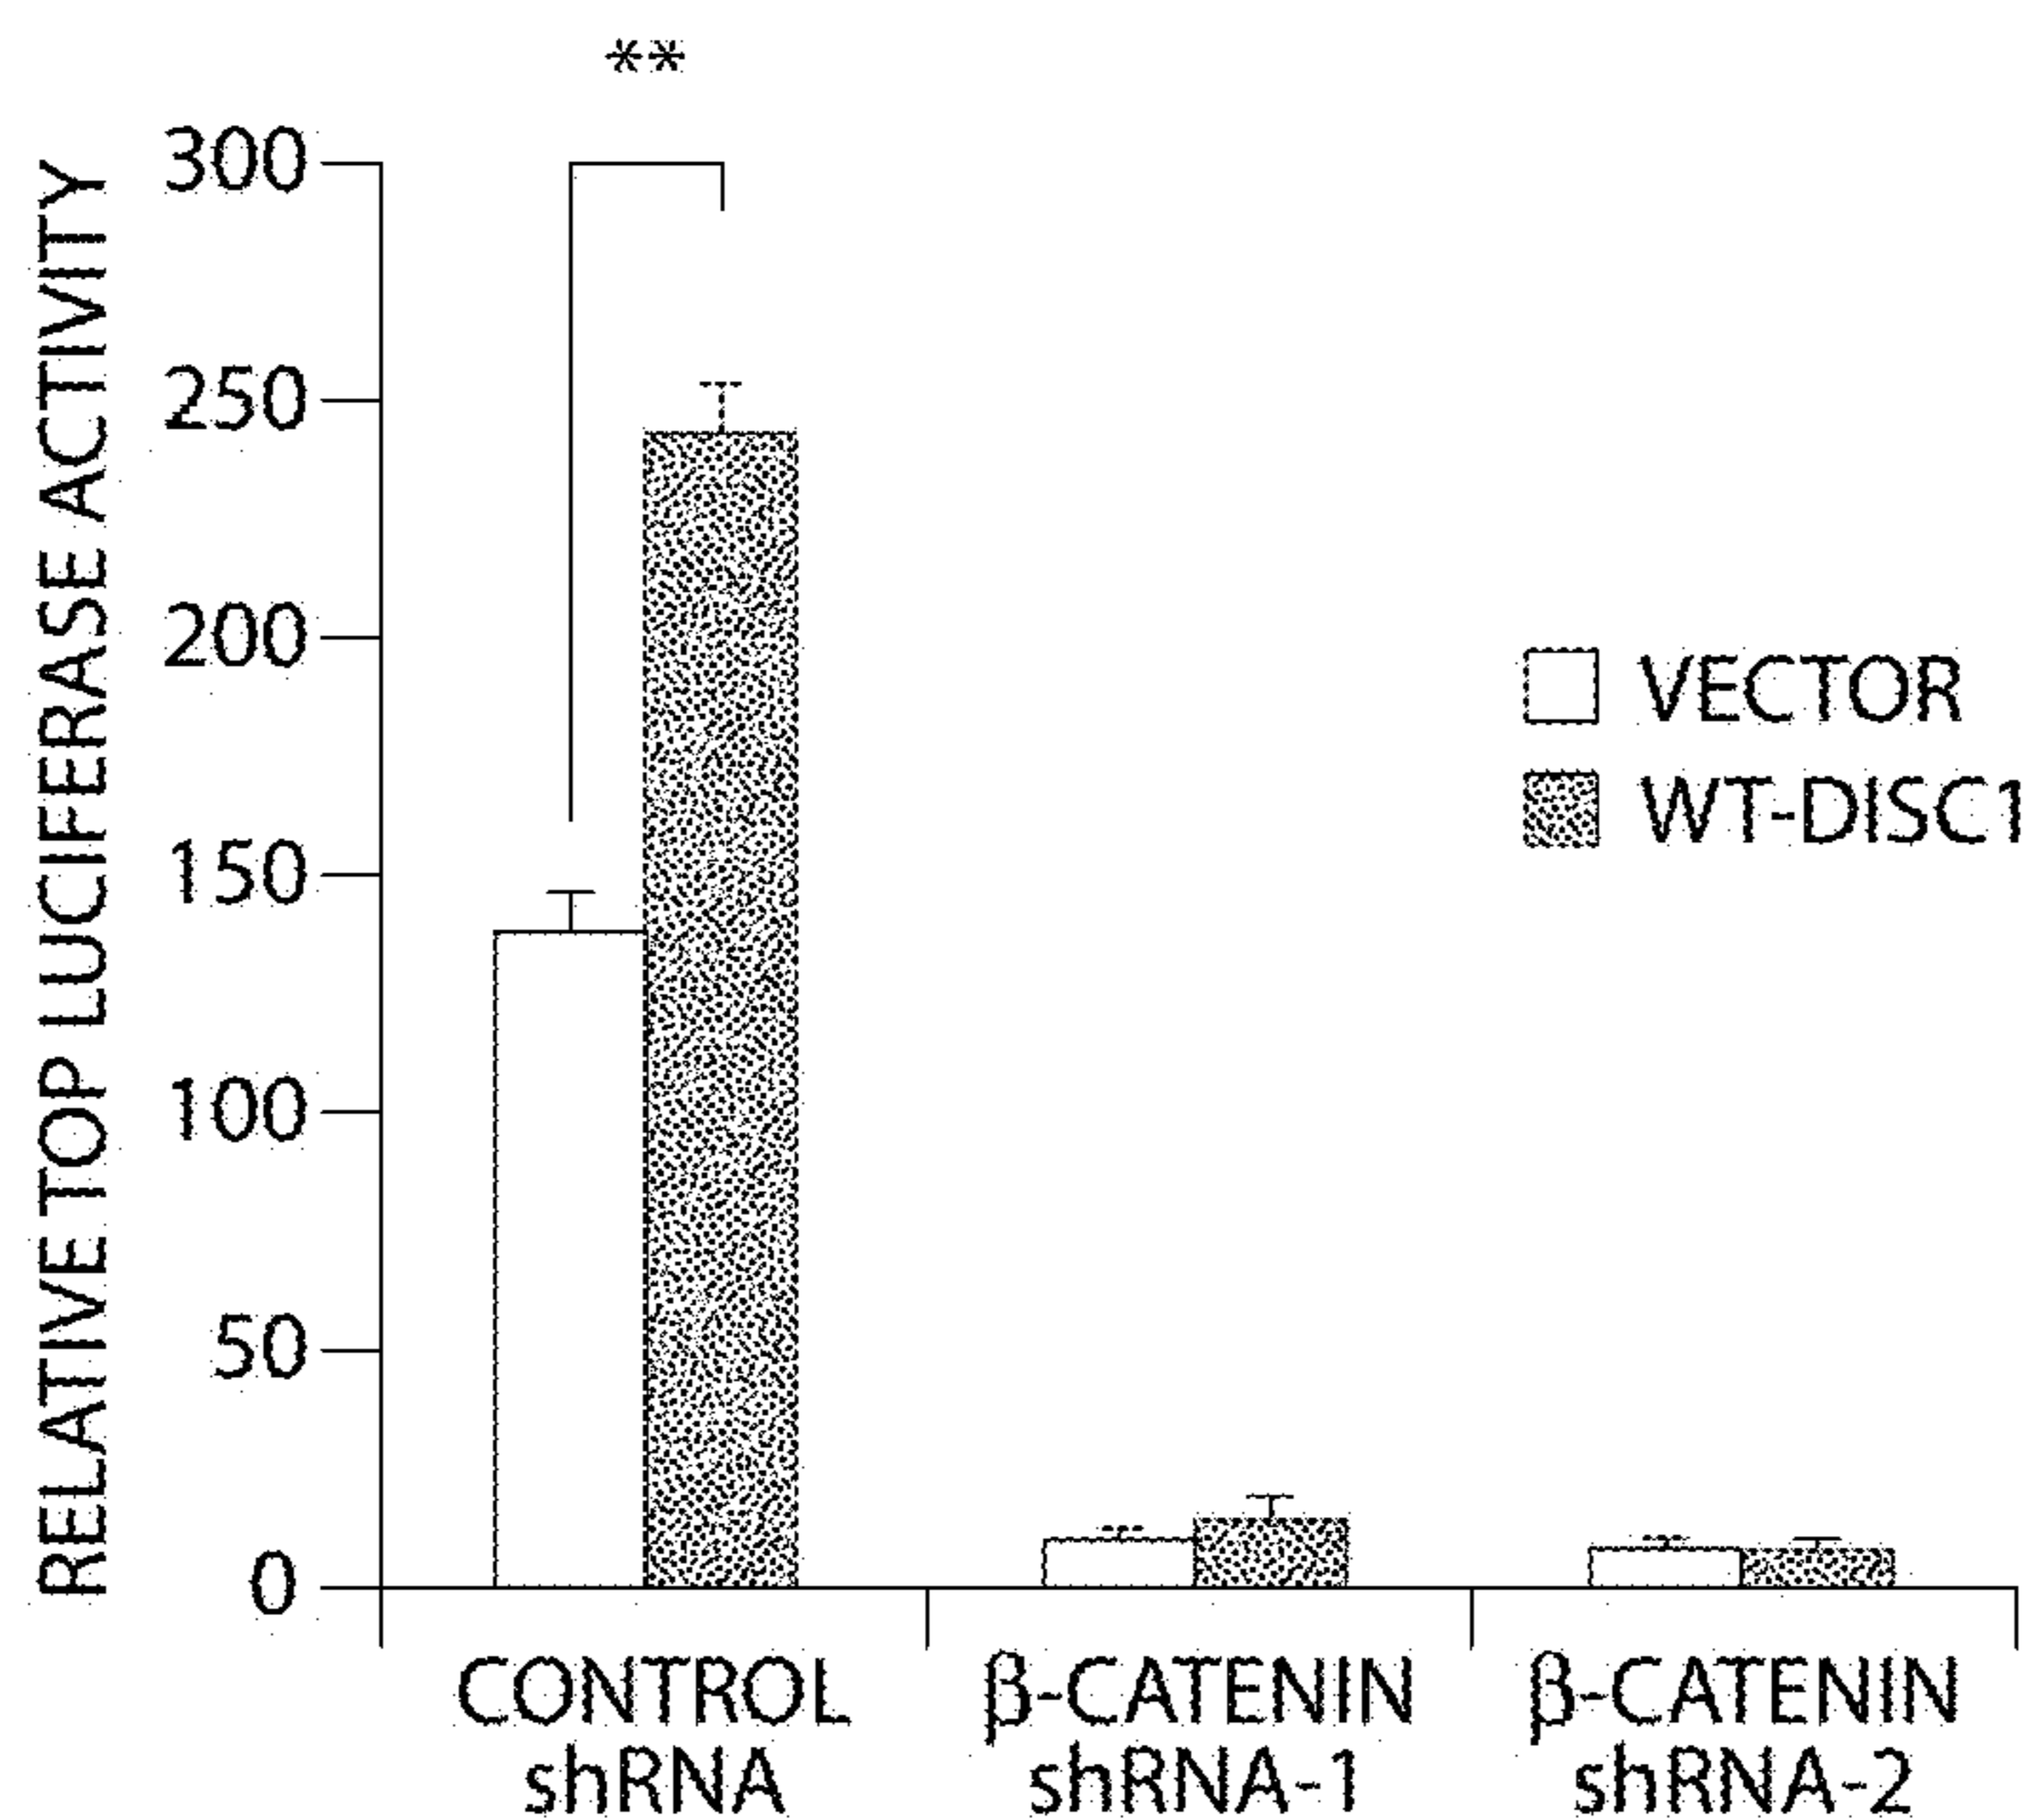 **
RELATIVE TOP LUCIFERASE ACTIVITY
300
250
200
150
100
50
0
VECTOR
WT-DISC1
CONTROL
shRNA
β-CATENIN
shRNA-1
β-CATENIN
shRNA-2